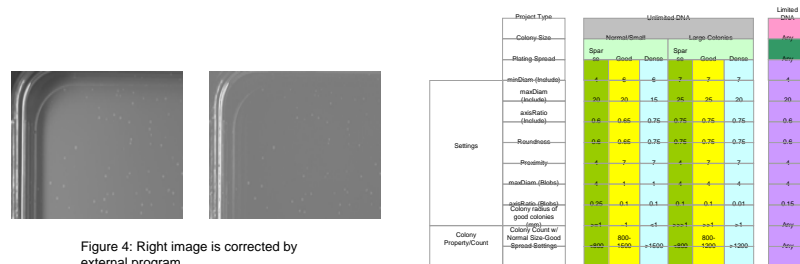 Limited
Project Type Unlimited DNA DNA
Colony Size Normal/Small Large Colonies Any
Plating Spread Sparse Good Dense Sparse Good Dense Any
minDiam (Include) 4 6 6 7 7 7 4
maxDiam
(Include) 20 20 15 25 25 20 20
axisRatio
(Include) 0.6 0.65 0.75 0.75 0.75 0.75 0.6
Settings Roundness 0.6 0.65 0.75 0.75 0.75 0.75 0.6
Proximity 4 7 7 4 7 7 4
maxDiam (Blobs) 4 1 1 4 4 4 4
axisRatio (Blobs) 0.25 0.1 0.1 0.1 0.1 0.01 0.15
Colony radius of
good colonies
(mm) >=1 <1 >>=1 >=1 >1 Any
Colony
Property/Count
Colony Count w/
Normal Size-Good
Spread Settings <800 800-
1500 >1500 <800 800-
1200 >1200 Any
Figure 4: Right image is corrected by
external program